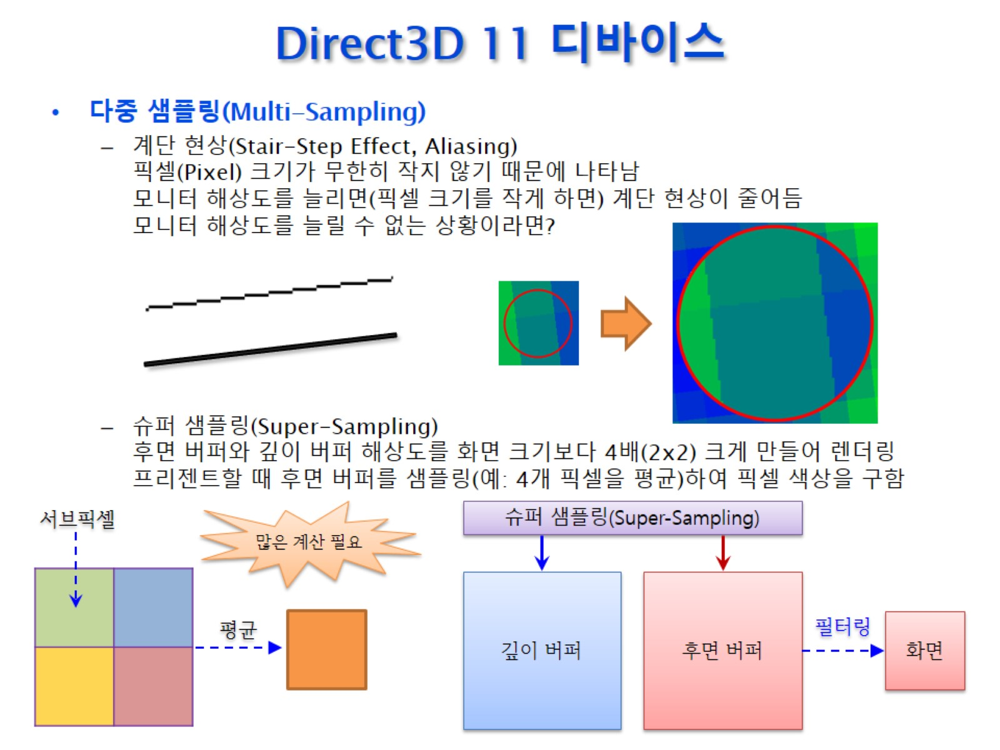 Direct3D 11 디바이스
• 다중 샘플링(Multi-Sampling)
– 계단 현상(Stair-Step Effect, Aliasing)
픽셀(Pixel) 크기가 무한히 작지 않기 때문에 나타남
모니터 해상도를 늘리면(픽셀 크기를 작게 하면) 계단 현상이 줄어듬
모니터 해상도를 늘릴 수 없는 상황이라면?
– 슈퍼 샘플링(Super-Sampling)
후면 버퍼와 깊이 버퍼 해상도를 화면 크기보다 4배(2x2) 크게 만들어 렌더링
프리젠트할 때 후면 버퍼를 샘플링(예: 4개 픽셀을 평균)하여 픽셀 색상을 구함
서브픽셀
많은 계산 필요
평균
슈퍼 샘플링(Super-Sampling)
깊이 버퍼
후면 버퍼
필터링
화면